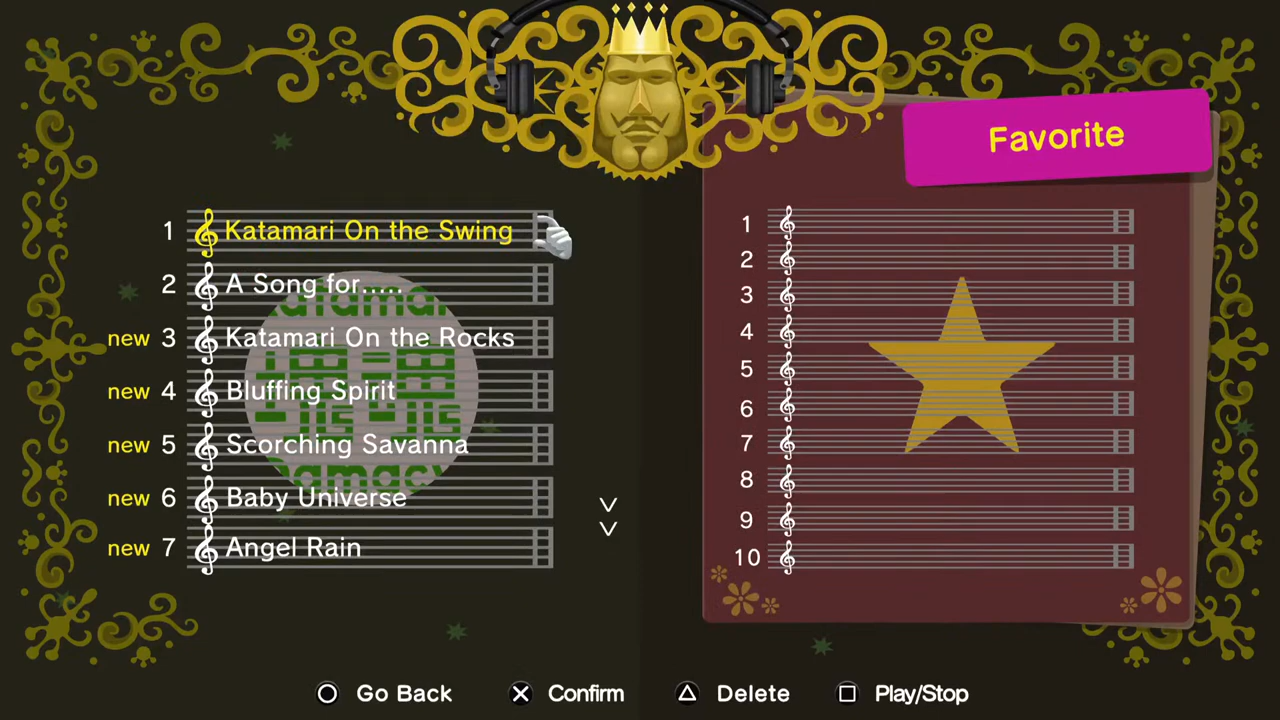 Favorite
1 Katamari On the Swing
2 A Song for.....
new 3 Katamari On the Rocks
new 4 Bluffing Spirit
new 5 Scorching Savanna
new 6 Baby Universe
new 7 Angel Rain
1
2
3
4
5
6
7
8
9
10
Go Back Confirm Delete Play/Stop